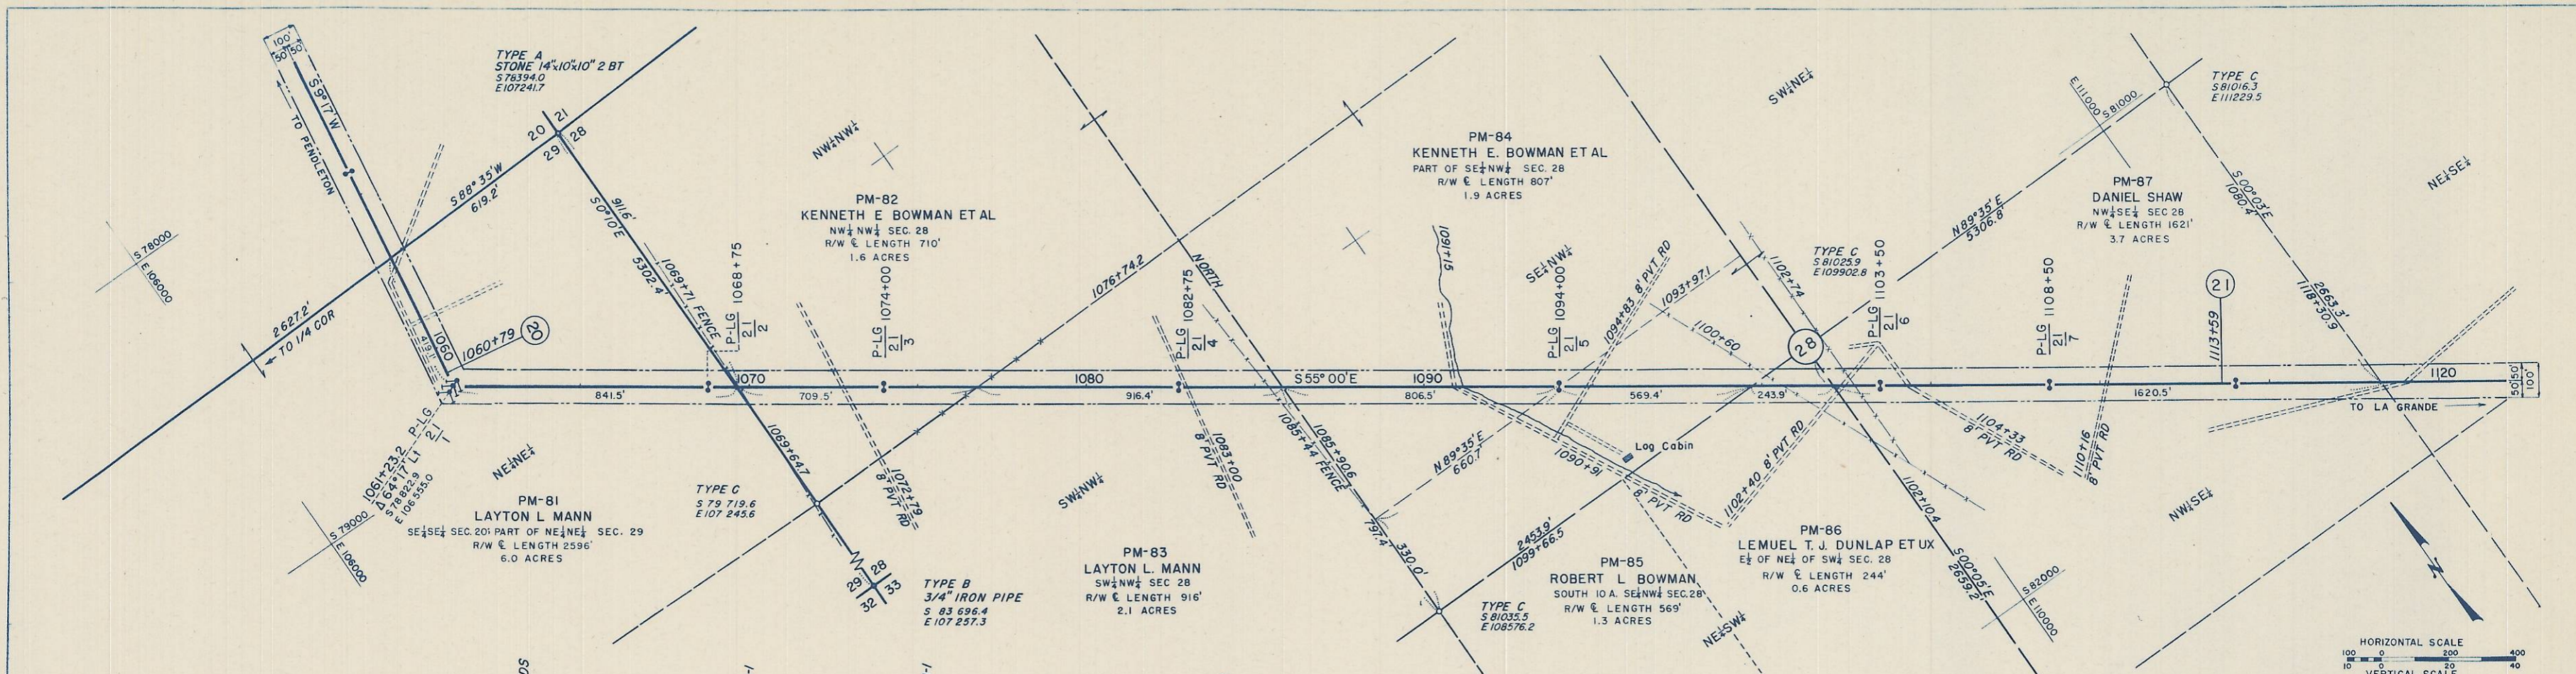 100'
50' 50'
S 9° 17' W
TO PENDLETON
TYPE A
STONE 14"x10"x10" 2 BT
S 78394.0
E107241.7
20 21
29 28
S 88° 35' W
619.2'
S 78000
E 106000
2627.2'
TO 1/4 COR
419.1'
1060
1060+79
20
911.6'
S 0°10' E
5302.4'
1069+71 FENCE
P-LG 1068+75
21
2
NW¼NW¼
PM-82
KENNETH E BOWMAN ET AL
NW¼ NW¼ SEC. 28
R/W ℄ LENGTH 710'
1.6 ACRES
P-LG 1074+00
21
3
1076+74.2
P-LG 1082+75
21
4
NORTH
PM-84
KENNETH E. BOWMAN ET AL
PART OF SE¼NW¼ SEC. 28
R/W ℄ LENGTH 807'
1.9 ACRES
1091+15
SE¼NW¼
P-LG 1094+00
21
5
1094+83 8' PVT RD
1093+97.1
1100+60
SW¼NE¼
1102+74
TYPE C
S 81025.9
E109902.8
28
P-LG 1103+50
21
6
N 89°35' E
5306.8'
E 111000
S 81000
TYPE C
S 81016.3
E 111229.5
PM-87
DANIEL SHAW
NW¼SE¼ SEC 28
R/W ℄ LENGTH 1621'
3.7 ACRES
P-LG 1108+50
21
7
21
1113+59
S 00°03' E
1080.4'
2663.3'
1118+30.9
NE¼SE¼
841.5'
1070
709.5'
1080
916.4'
S 55° 00' E
1090
806.5'
569.4'
243.9'
1620.5'
1120
50' 50'
100'
TO LA GRANDE
P-LG
21
1
1061+23.2
Δ 64°17' Lt
S 78822.9
E 106 555.0
S 79000
E 106000
NE¼NE¼
PM-81
LAYTON L MANN
SE¼SE¼ SEC. 20; PART OF NE¼NE¼ SEC. 29
R/W ℄ LENGTH 2596'
6.0 ACRES
1069+64.7
TYPE C
S 79 719.6
E107 245.6
1072+79
8' PVT RD
29 28
32 33
TYPE B
3/4" IRON PIPE
S 83 696.4
E 107 257.3
SW¼NW¼
PM-83
LAYTON L. MANN
SW¼NW¼ SEC 28
R/W ℄ LENGTH 916'
2.1 ACRES
1083+00
8' PVT RD
1085+90.6
1085+44 FENCE
N 89°35' E
660.7'
797.4'
330.0'
TYPE C
S 81035.5
E 108576.2
1090+91
8' PVT RD
Log Cabin
2453.9'
1099+66.5
PM-85
ROBERT L BOWMAN
SOUTH 10 A. SE¼NW¼ SEC.28
R/W ℄ LENGTH 569'
1.3 ACRES
NE¼SW¼
1102+40 8' PVT RD
PM-86
LEMUEL T. J. DUNLAP ET UX
E½ OF NE¼ OF SW¼ SEC. 28
R/W ℄ LENGTH 244'
0.6 ACRES
1102+10.4
S 00°05' E
2659.2'
1104+33
8' PVT RD
1110+16
8' PVT RD
NW¼SE¼
S 82000
E 110000
N
HORIZONTAL SCALE
100 0 200 400
10 0 20 40
VERTICAL SCALE